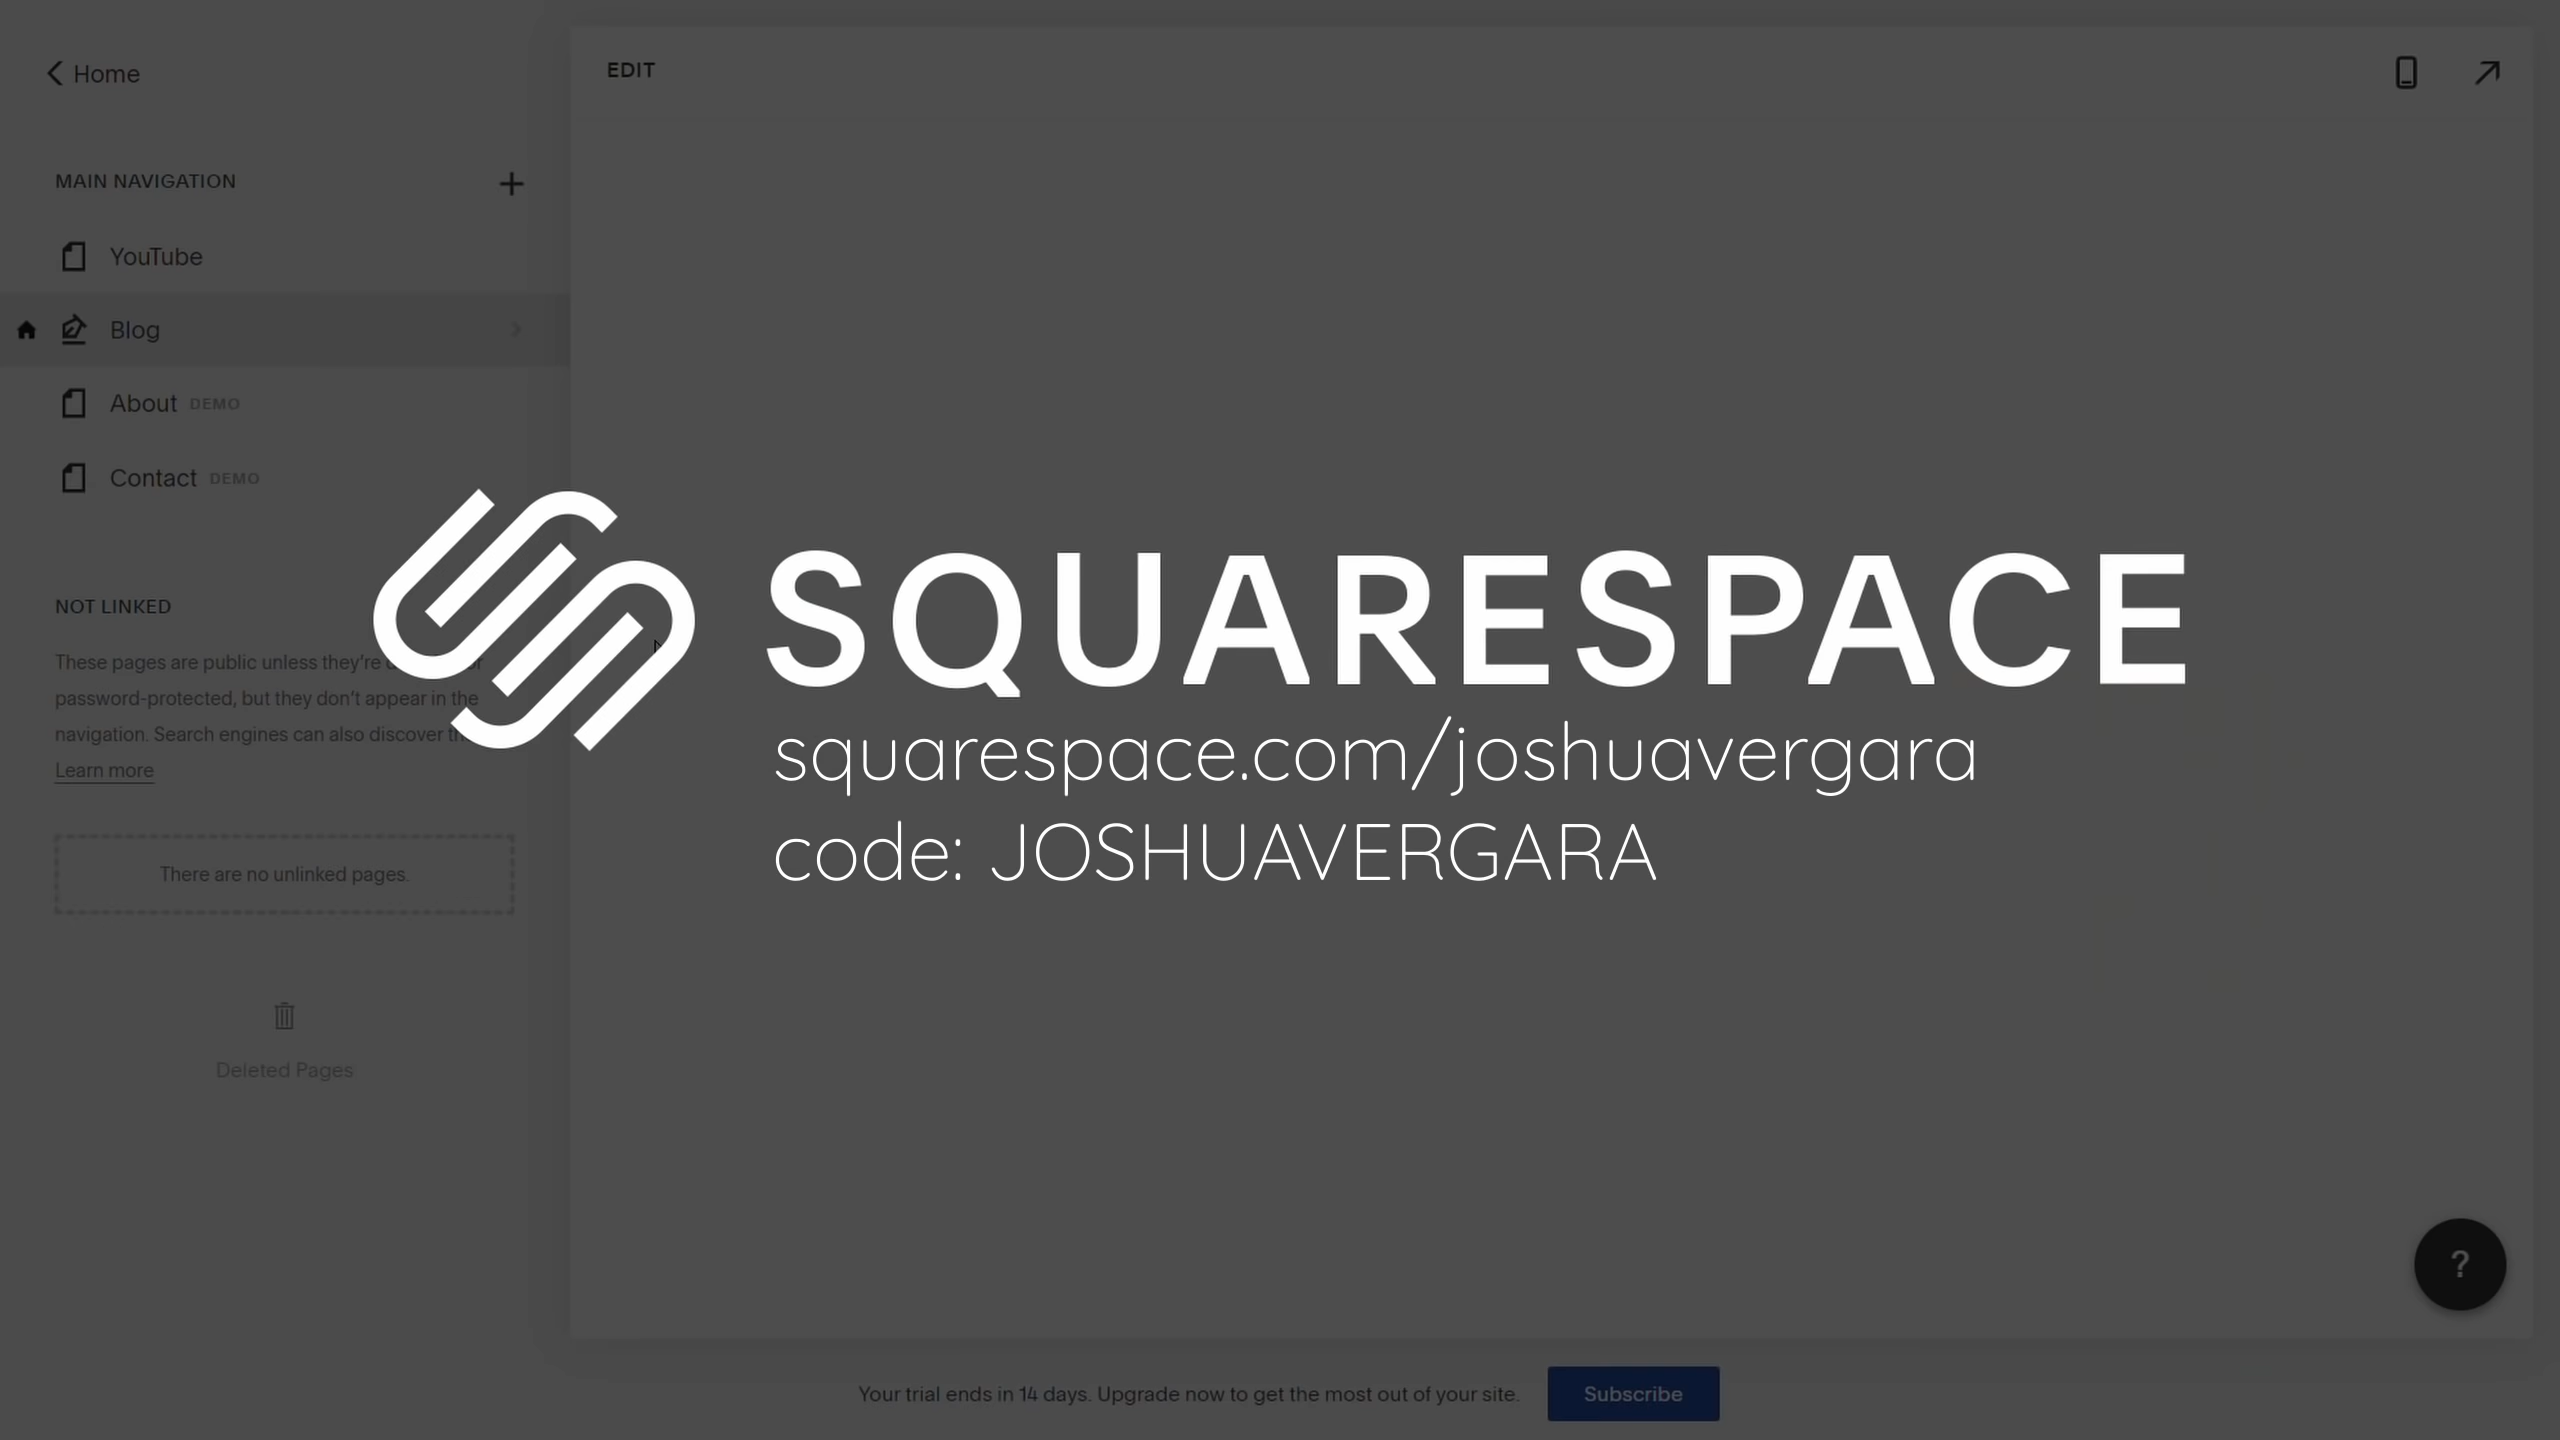 Home
EDIT
MAIN NAVIGATION
YouTube
Blog
About DEMO
Contact DEMO
NOT LINKED
These pages are public unless they're
password-protected, but they don't appear in the
navigation. Search engines can also discover
Learn more
There are no unlinked pages.
Deleted Pages
SQUARESPACE
squarespace.com/joshuavergara
code: JOSHUAVERGARA
?
Your trial ends in 14 days. Upgrade now to get the most out of your site.
Subscribe